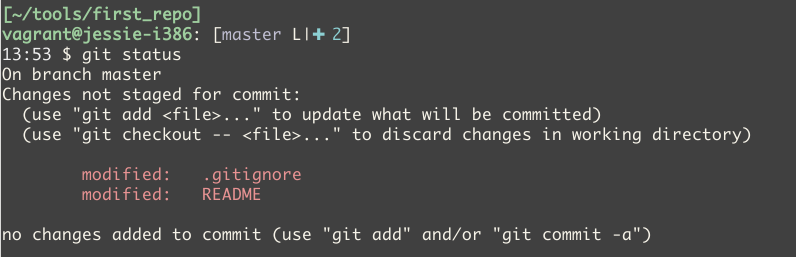 [~/tools/first_repo]
vagrant@jessie-i386: [master L|✚ 2]
13:53 $ git status
On branch master
Changes not staged for commit:
  (use "git add <file>..." to update what will be committed)
  (use "git checkout -- <file>..." to discard changes in working directory)

        modified:   .gitignore
        modified:   README

no changes added to commit (use "git add" and/or "git commit -a")